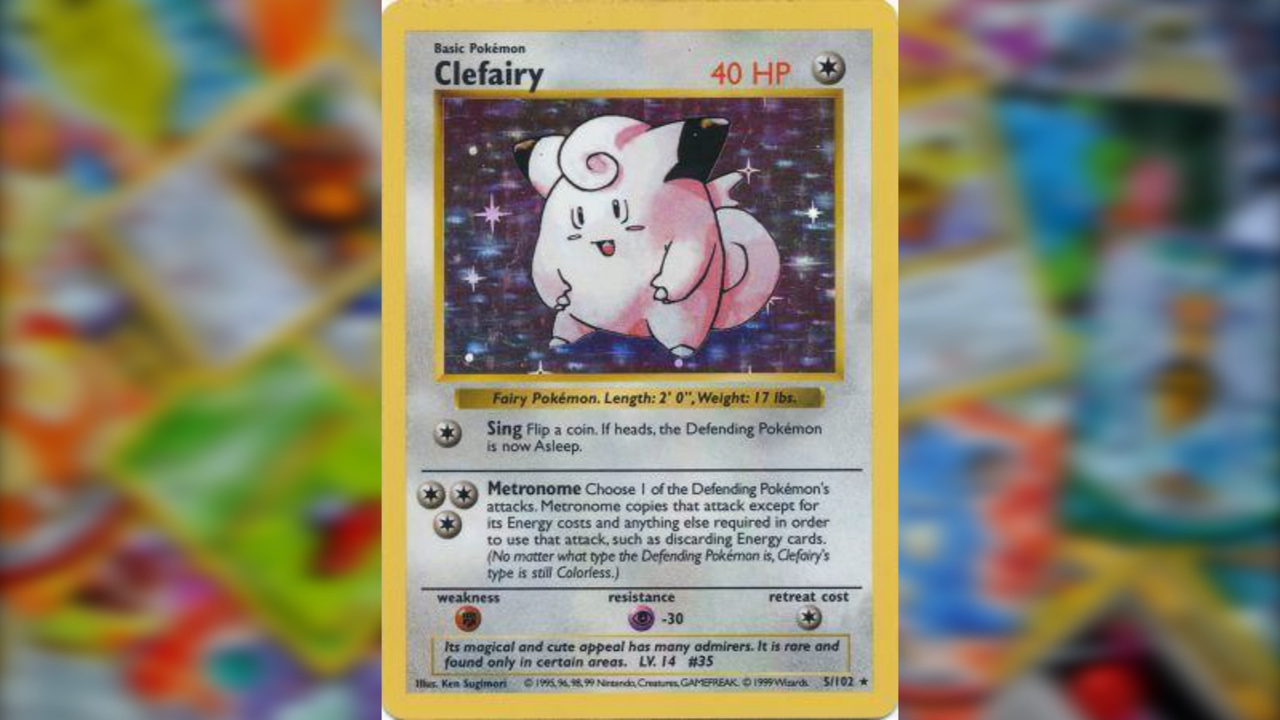 Basic Pokémon
Clefairy 40 HP
Fairy Pokémon. Length: 2' 0", Weight: 17 lbs.
Sing Flip a coin. If heads, the Defending Pokémon
is now Asleep.
Metronome Choose 1 of the Defending Pokémon's
attacks. Metronome copies that attack except for
its Energy costs and anything else required in order
to use that attack, such as discarding Energy cards.
(No matter what type the Defending Pokémon is, Clefairy's
type is still Colorless.)
weakness resistance retreat cost
-30
Its magical and cute appeal has many admirers. It is rare and
found only in certain areas. LV. 14 #35
Illus. Ken Sugimori © 1995, 96, 98, 99 Nintendo, Creatures, GAMEFREAK. © 1999 Wizards. 5/102 ★